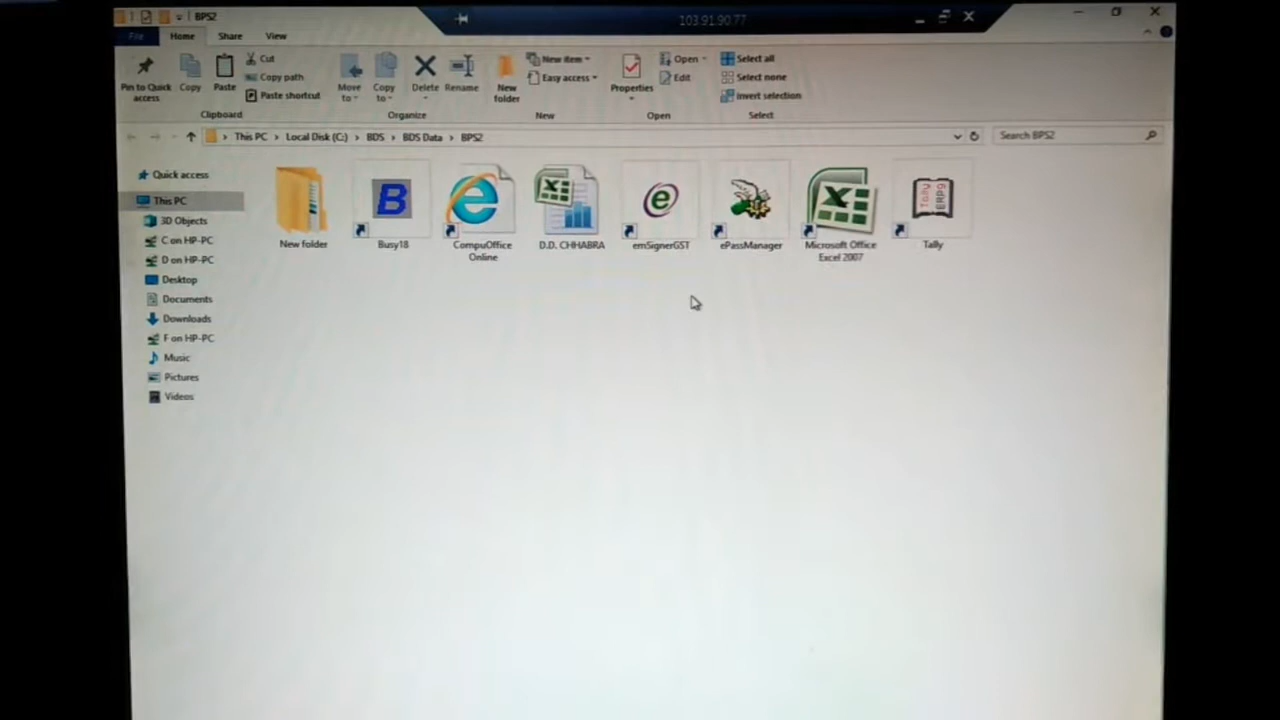 BPS2
103.91.90.77
File Home Share View
Pin to Quick access
Copy
Paste
Cut
Copy path
Paste shortcut
Clipboard
Move to
Copy to
Delete
Rename
Organize
New folder
New item
Easy access
New
Properties
Open
Edit
Open
Select all
Select none
Invert selection
Select
This PC > Local Disk (C:) > BDS > BDS Data > BPS2
Search BPS2
Quick access
This PC
3D Objects
C on HP-PC
D on HP-PC
Desktop
Documents
Downloads
F on HP-PC
Music
Pictures
Videos
New folder
B
Busy18
CompuOffice
Online
D.D. CHHABRA
e
emSignerGST
ePassManager
Microsoft Office
Excel 2007
Tally ERP9
Tally